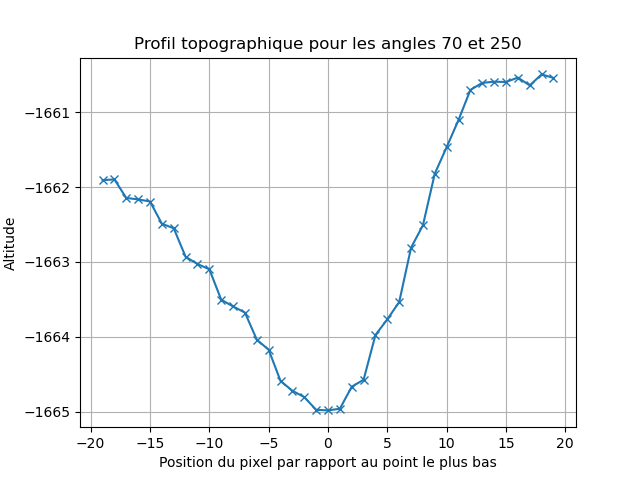 Profil topographique pour les angles 70 et 250
−1661
−1662
−1663
−1664
−1665
Altitude
−20 −15 −10 −5 0 5 10 15 20
Position du pixel par rapport au point le plus bas